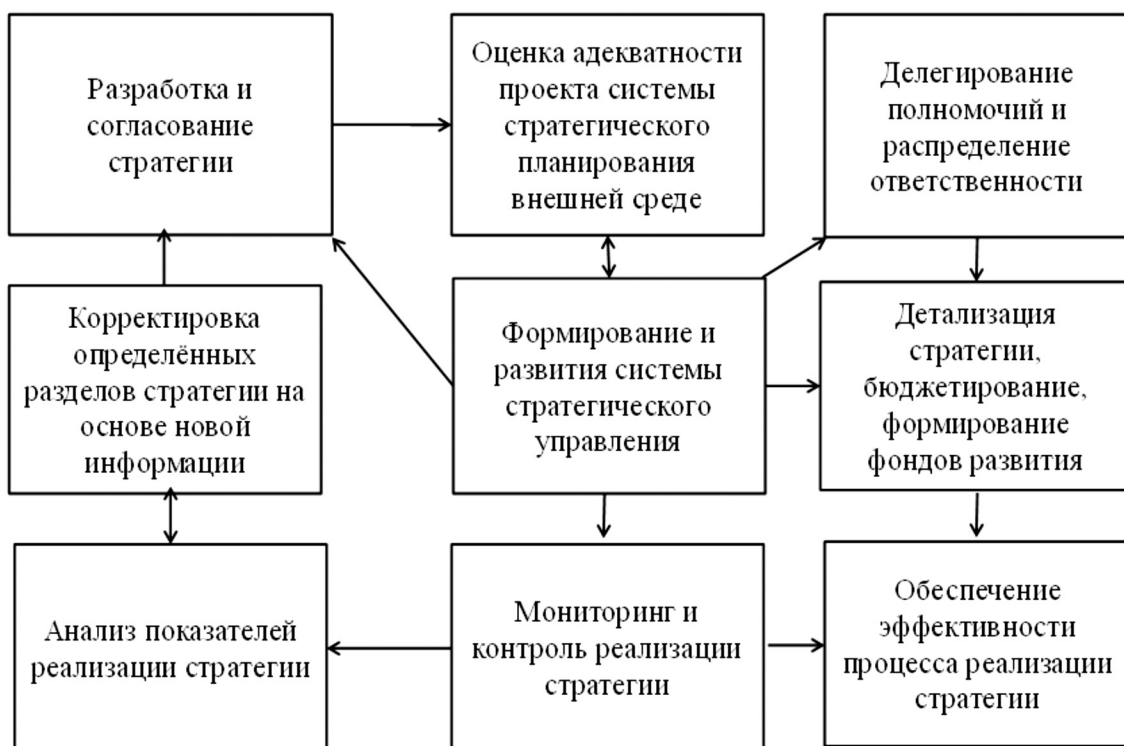 Разработка и
согласование
стратегии
Оценка адекватности
проекта системы
стратегического
планирования
внешней среде
Делегирование
полномочий и
распределение
ответственности
Корректировка
определённых
разделов стратегии на
основе новой
информации
Формирование и
развития системы
стратегического
управления
Детализация
стратегии,
бюджетирование,
формирование
фондов развития
Анализ показателей
реализации стратегии
Мониторинг и
контроль реализации
стратегии
Обеспечение
эффективности
процесса реализации
стратегии